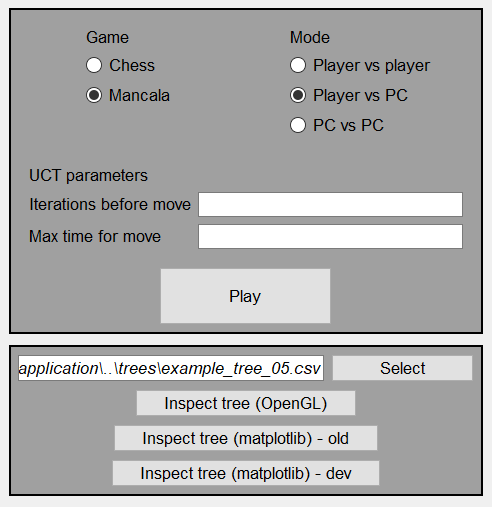 Game
Mode
Chess
Player vs player
Mancala
Player vs PC
PC vs PC
UCT parameters
Iterations before move
Max time for move
Play
application\..\trees\example_tree_05.csv
Select
Inspect tree (OpenGL)
Inspect tree (matplotlib) - old
Inspect tree (matplotlib) - dev